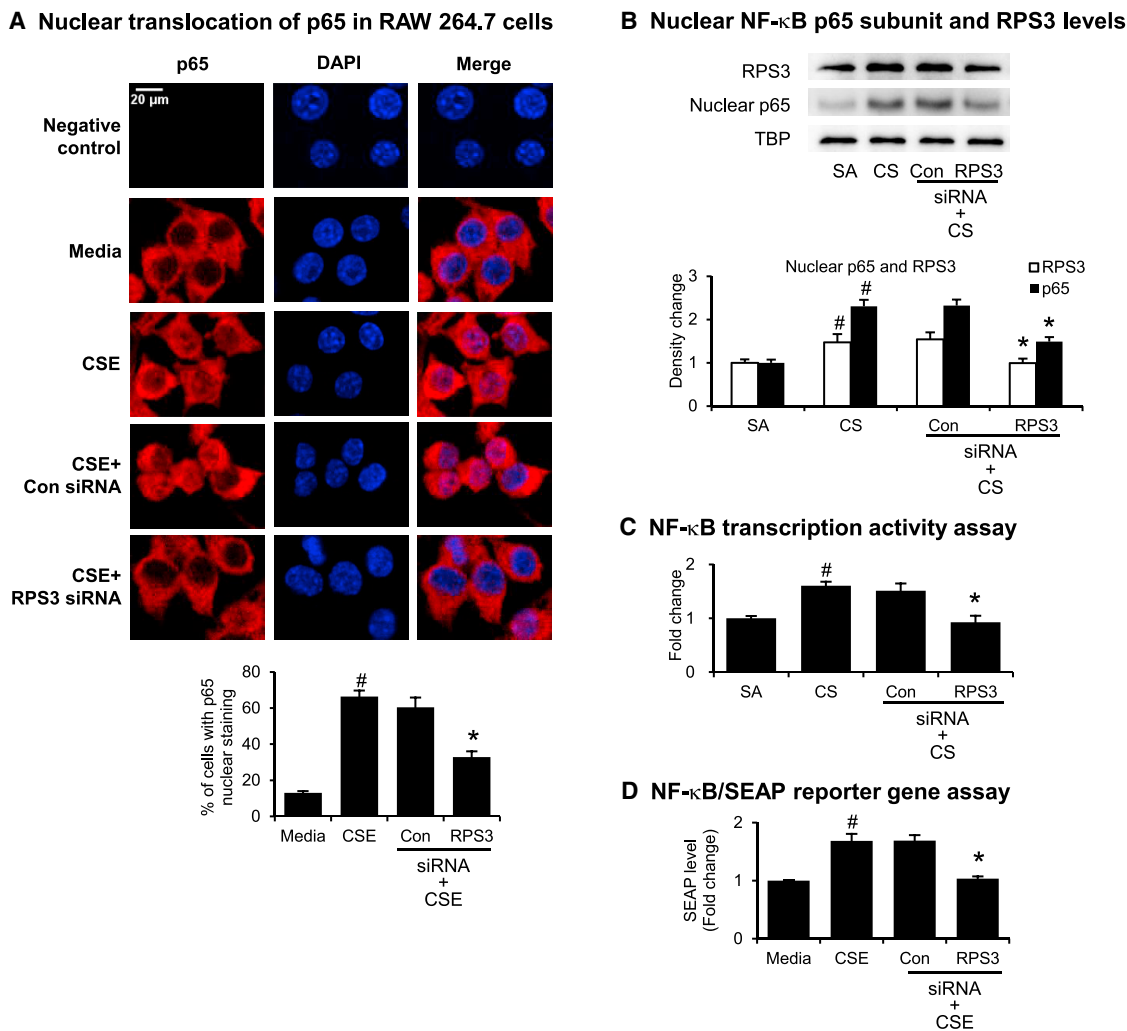 A Nuclear translocation of p65 in RAW 264.7 cells
p65 DAPI Merge
20 µm
Negative
control
Media
CSE
CSE+
Con siRNA
CSE+
RPS3 siRNA
% of cells with p65
nuclear staining
80
60
40
20
0
#
*
Media CSE Con RPS3
siRNA
+
CSE
B Nuclear NF-κB p65 subunit and RPS3 levels
RPS3
Nuclear p65
TBP
SA CS Con RPS3
siRNA
+
CS
Nuclear p65 and RPS3
RPS3
p65
Density change
3
2
1
0
#
#
*
*
SA CS Con RPS3
siRNA
+
CS
C NF-κB transcription activity assay
Fold change
2
1
0
#
*
SA CS Con RPS3
siRNA
+
CS
D NF-κB/SEAP reporter gene assay
SEAP level
(Fold change)
2
1
0
#
*
Media CSE Con RPS3
siRNA
+
CSE